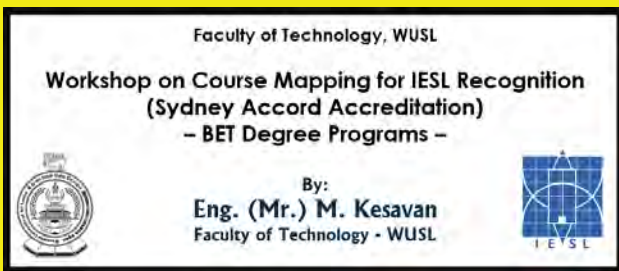 Faculty of Technology, WUSL
Workshop on Course Mapping for IESL Recognition
(Sydney Accord Accreditation)
– BET Degree Programs –
By:
Eng. (Mr.) M. Kesavan
Faculty of Technology - WUSL
I E S L